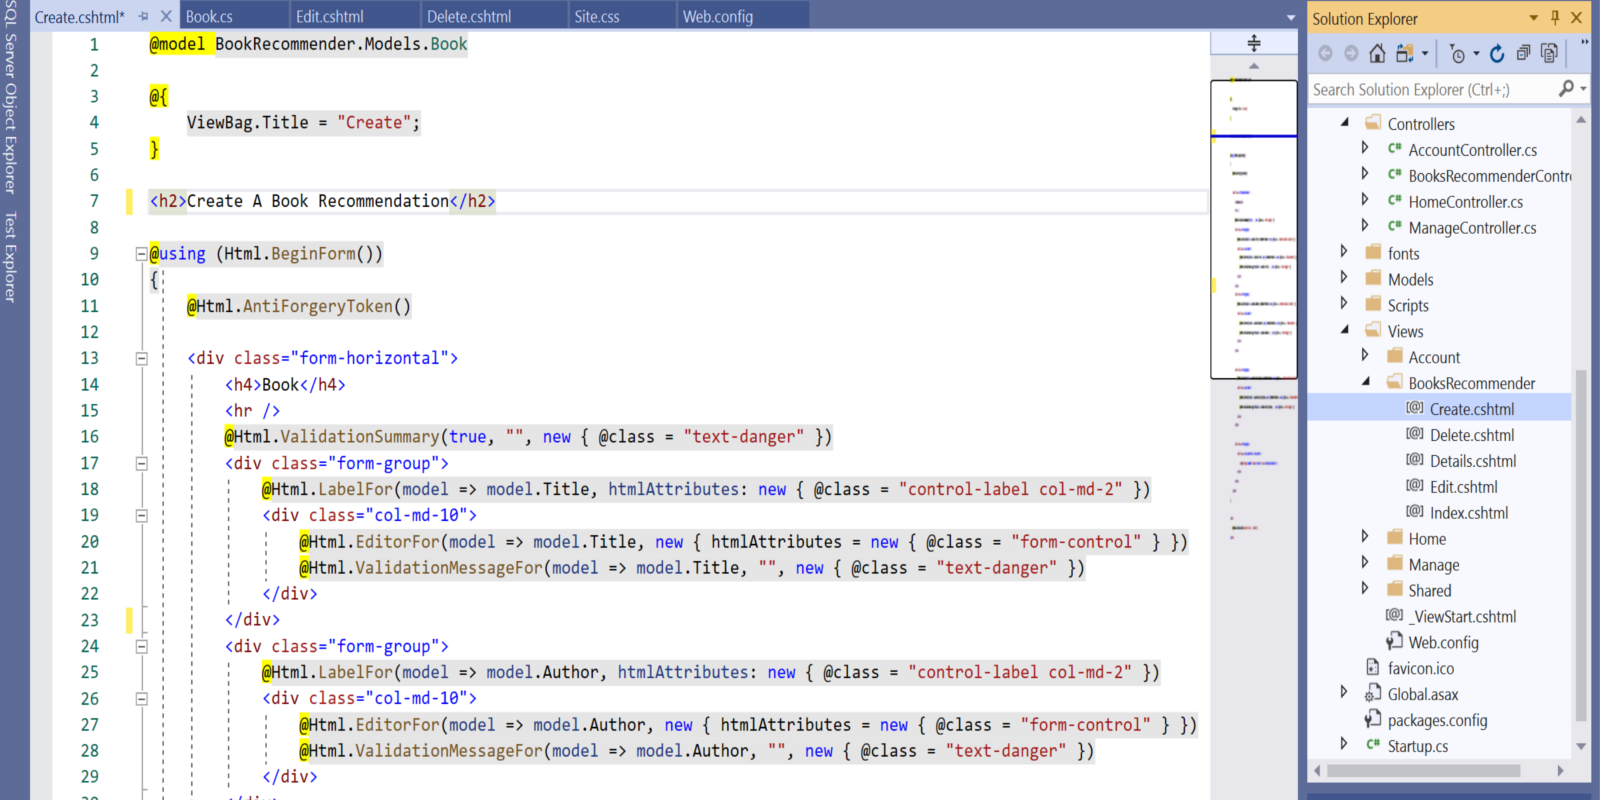 Create.cshtml*
Book.cs
Edit.cshtml
Delete.cshtml
Site.css
Web.config
SQL Server Object Explorer
Test Explorer
1 @model BookRecommender.Models.Book
2
3 @{
4 ViewBag.Title = "Create";
5 }
6
7 <h2>Create A Book Recommendation</h2>
8
9 @using (Html.BeginForm())
10 {
11 @Html.AntiForgeryToken()
12
13 <div class="form-horizontal">
14 <h4>Book</h4>
15 <hr />
16 @Html.ValidationSummary(true, "", new { @class = "text-danger" })
17 <div class="form-group">
18 @Html.LabelFor(model => model.Title, htmlAttributes: new { @class = "control-label col-md-2" })
19 <div class="col-md-10">
20 @Html.EditorFor(model => model.Title, new { htmlAttributes = new { @class = "form-control" } })
21 @Html.ValidationMessageFor(model => model.Title, "", new { @class = "text-danger" })
22 </div>
23 </div>
24 <div class="form-group">
25 @Html.LabelFor(model => model.Author, htmlAttributes: new { @class = "control-label col-md-2" })
26 <div class="col-md-10">
27 @Html.EditorFor(model => model.Author, new { htmlAttributes = new { @class = "form-control" } })
28 @Html.ValidationMessageFor(model => model.Author, "", new { @class = "text-danger" })
29 </div>
Solution Explorer
Search Solution Explorer (Ctrl+;)
Controllers
C# AccountController.cs
C# BooksRecommenderContr
C# HomeController.cs
C# ManageController.cs
fonts
Models
Scripts
Views
Account
BooksRecommender
[@] Create.cshtml
[@] Delete.cshtml
[@] Details.cshtml
[@] Edit.cshtml
[@] Index.cshtml
Home
Manage
Shared
[@] _ViewStart.cshtml
Web.config
favicon.ico
Global.asax
packages.config
C# Startup.cs